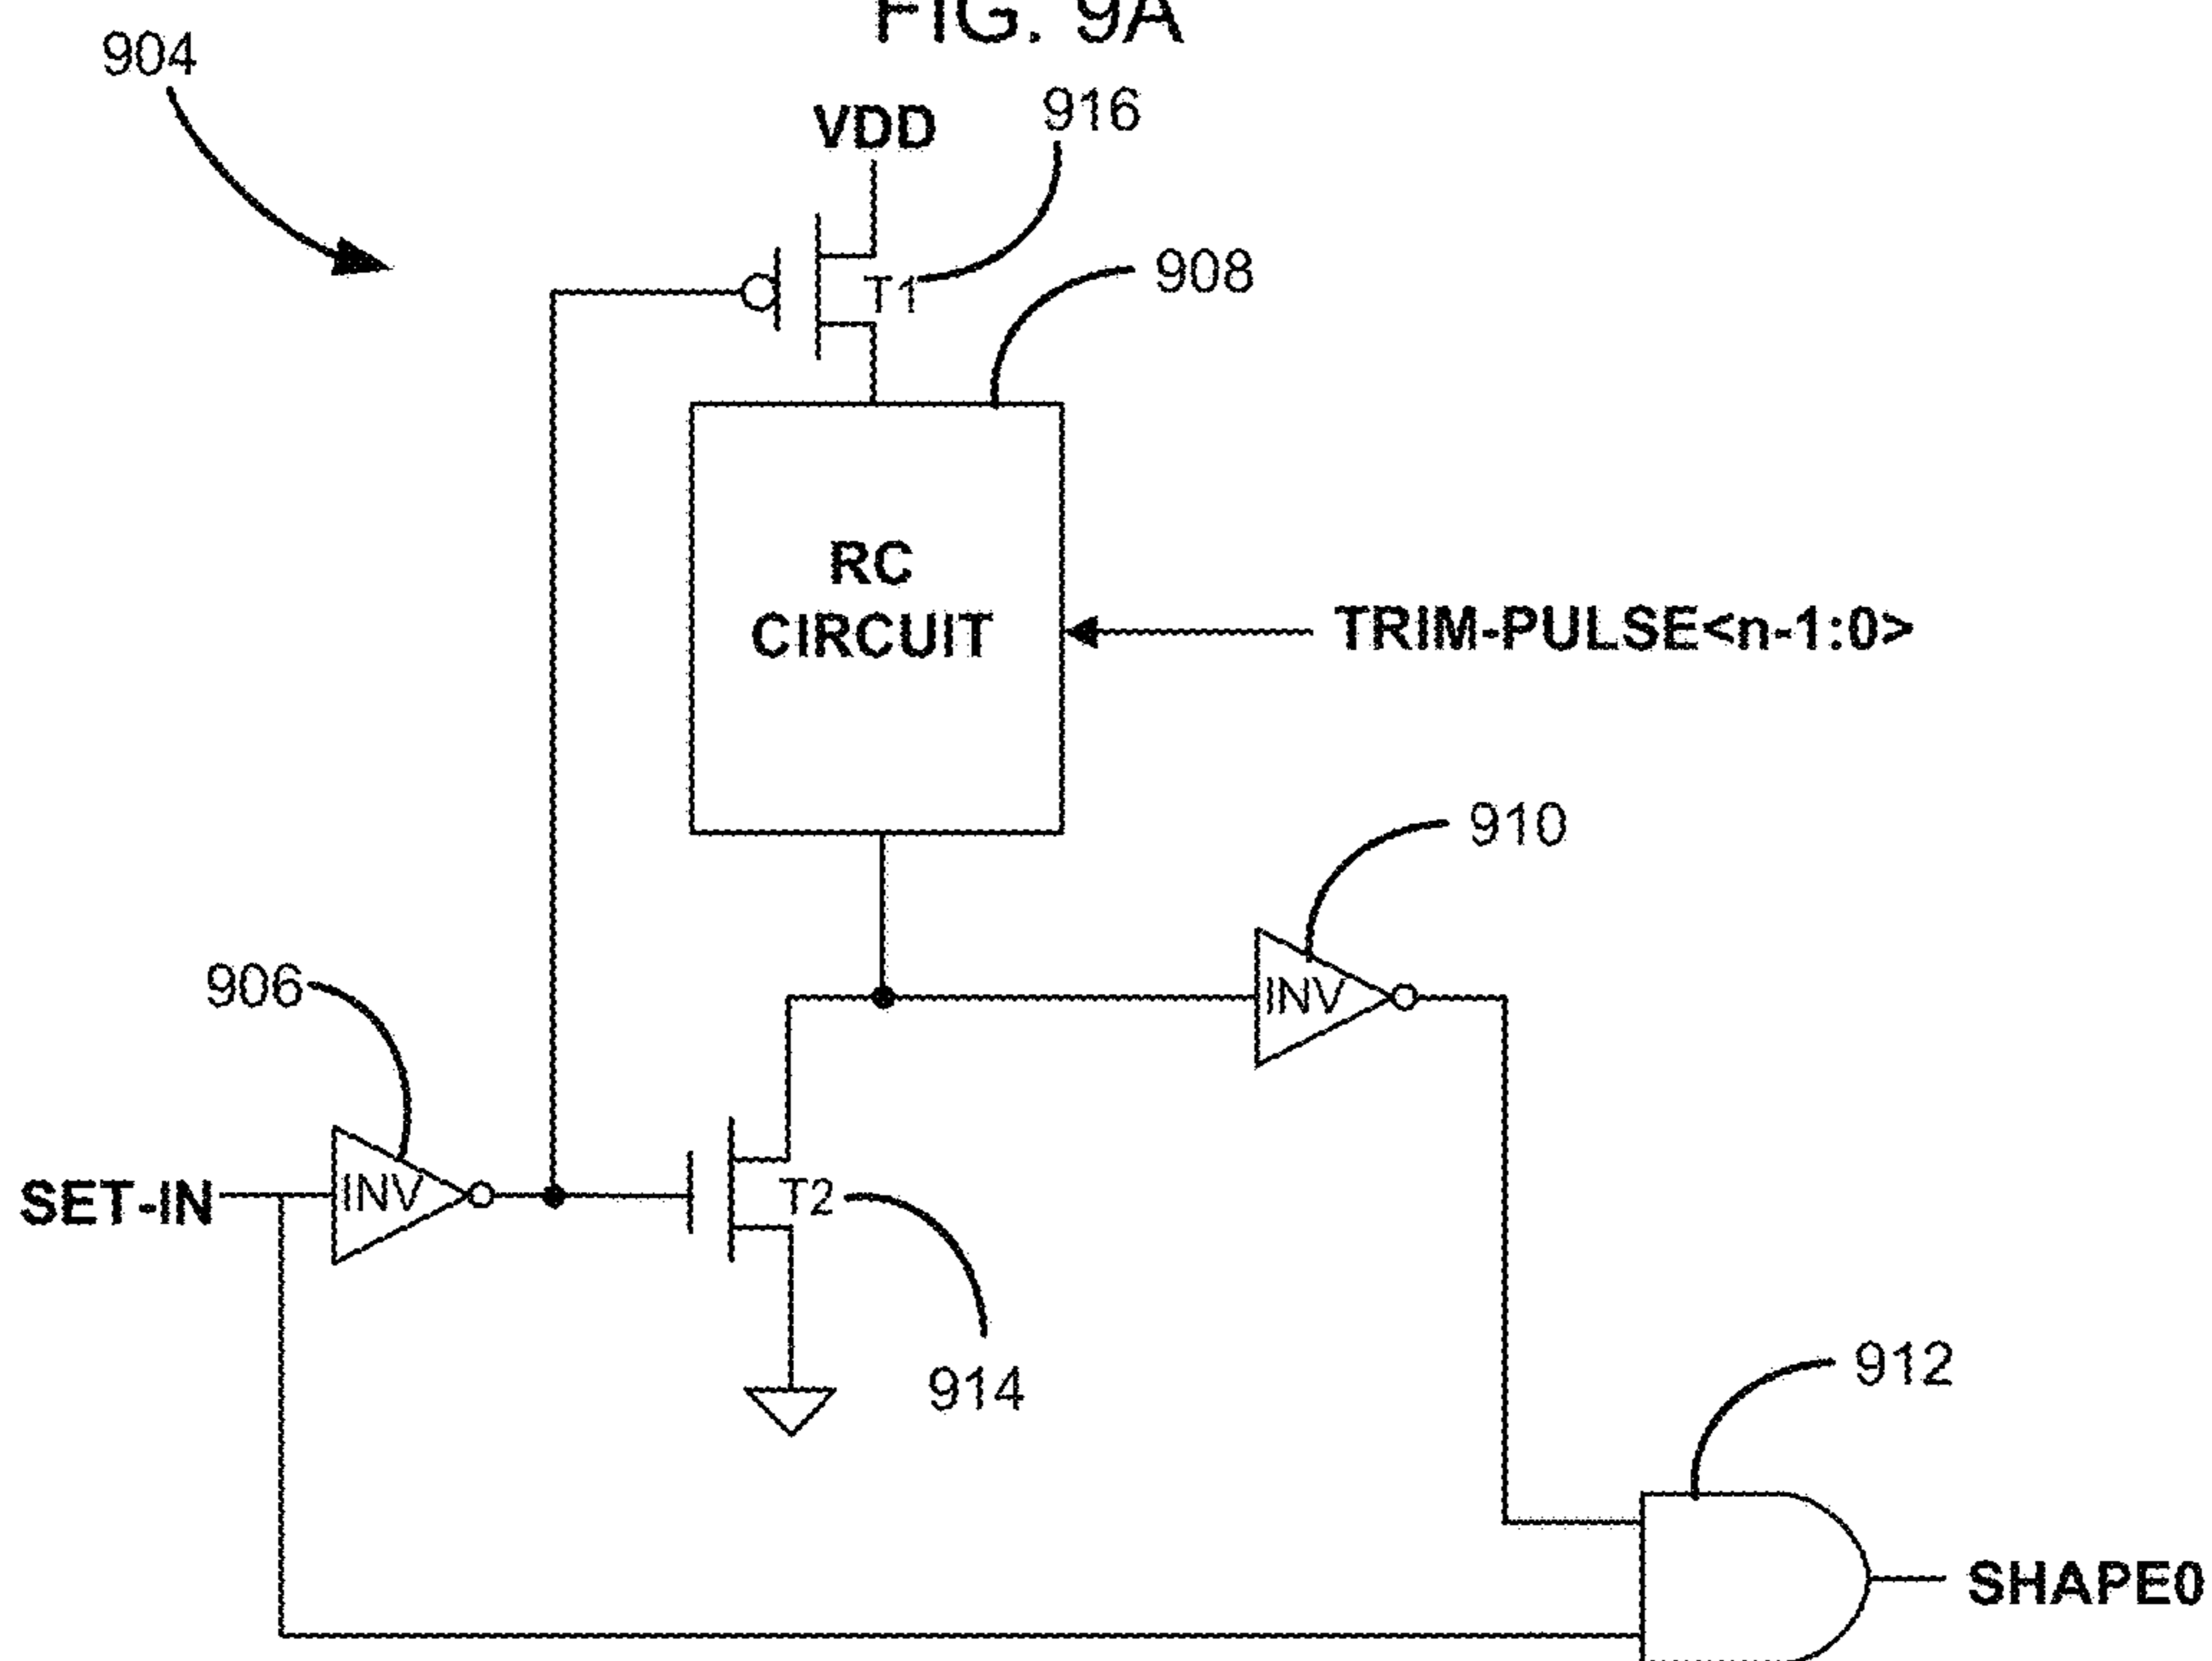 FIG. 9A
904
VDD
916
T1
908
RC
CIRCUIT
TRIM-PULSE<n-1:0>
910
INV
906
SET-IN
INV
T2
914
912
SHAPE0